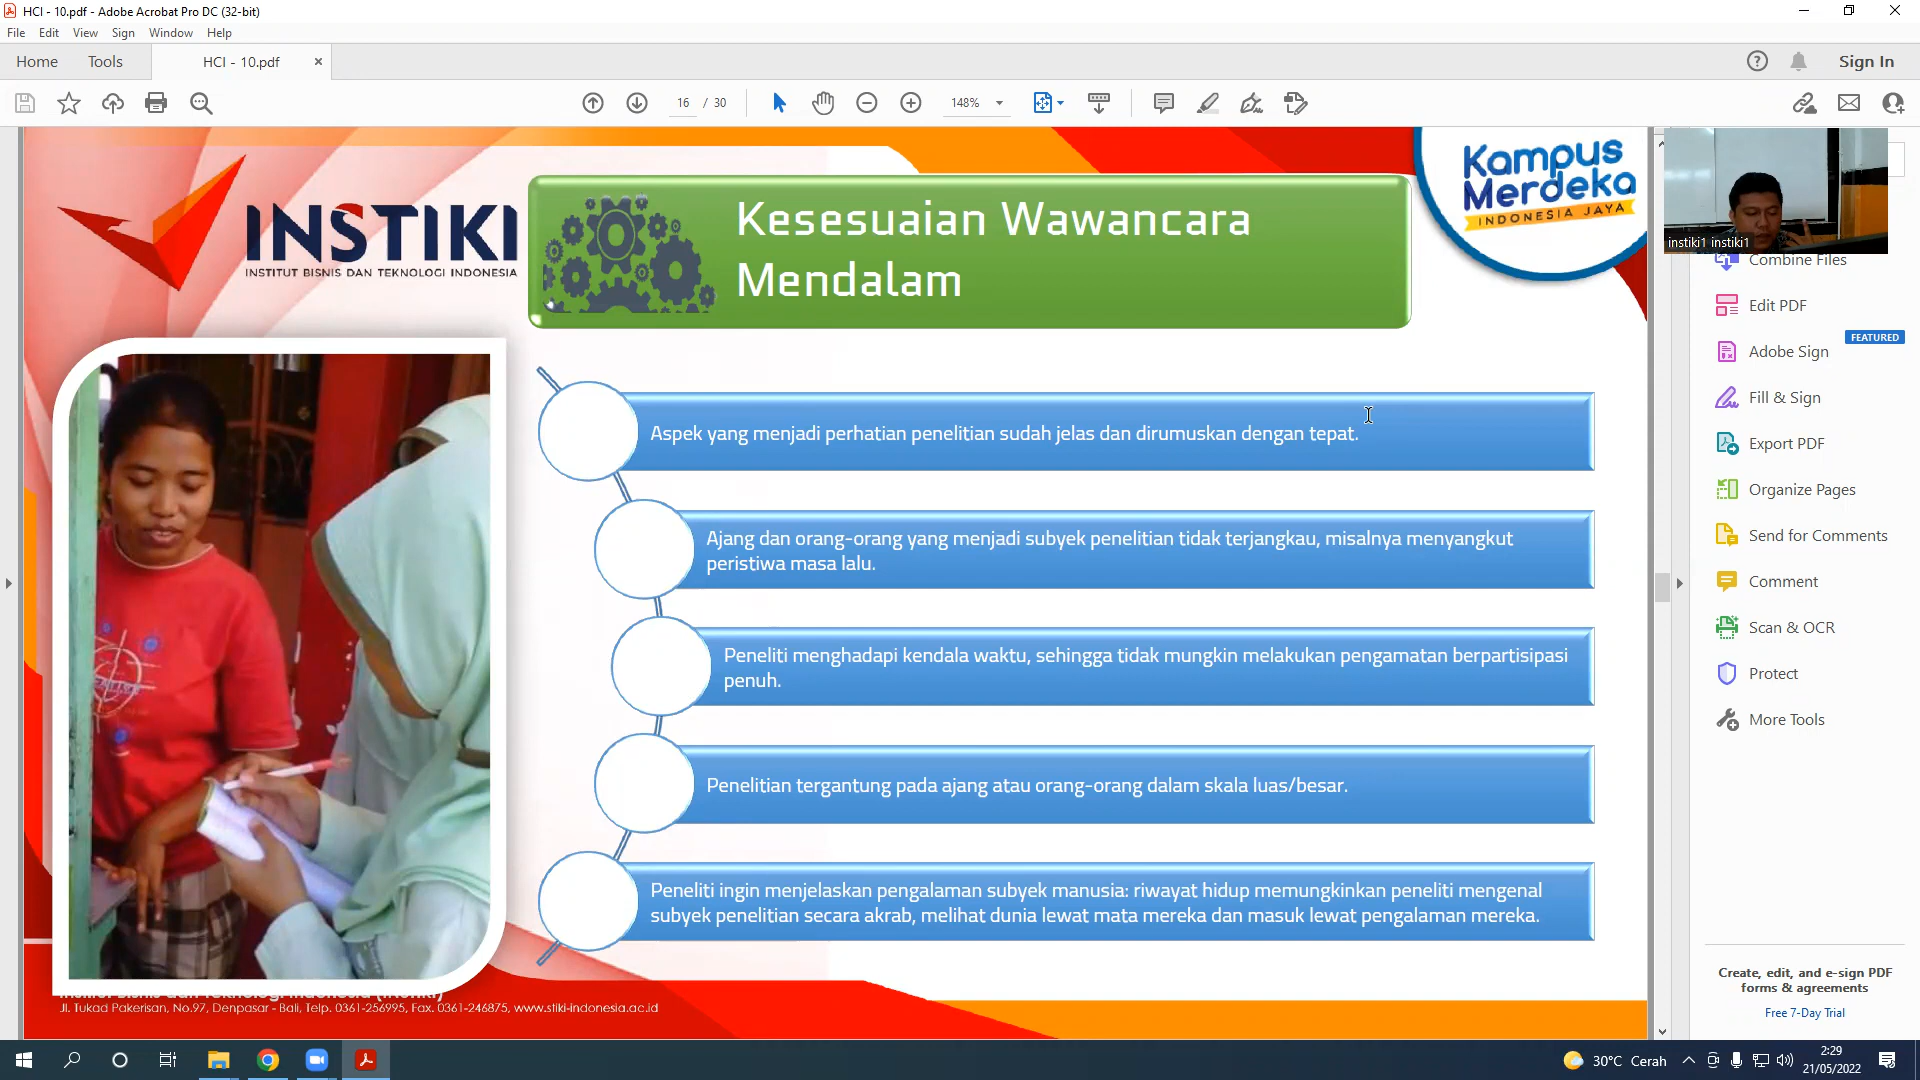 HCI - 10.pdf - Adobe Acrobat Pro DC (32-bit)
File Edit View Sign Window Help
Home Tools HCI - 10.pdf Sign In
16 / 30 148%
INSTIKI
INSTITUT BISNIS DAN TEKNOLOGI INDONESIA
Kesesuaian Wawancara
Mendalam
Kampus
Merdeka
INDONESIA JAYA
instiki1 instiki1
Aspek yang menjadi perhatian penelitian sudah jelas dan dirumuskan dengan tepat.
Ajang dan orang-orang yang menjadi subyek penelitian tidak terjangkau, misalnya menyangkut
peristiwa masa lalu.
Peneliti menghadapi kendala waktu, sehingga tidak mungkin melakukan pengamatan berpartisipasi
penuh.
Penelitian tergantung pada ajang atau orang-orang dalam skala luas/besar.
Peneliti ingin menjelaskan pengalaman subyek manusia: riwayat hidup memungkinkan peneliti mengenal
subyek penelitian secara akrab, melihat dunia lewat mata mereka dan masuk lewat pengalaman mereka.
Jl. Tukad Pakerisan, No.97, Denpasar - Bali, Telp. 0361-256995, Fax. 0361-246875, www.stiki-indonesia.ac.id
Combine Files
Edit PDF
FEATURED
Adobe Sign
Fill & Sign
Export PDF
Organize Pages
Send for Comments
Comment
Scan & OCR
Protect
More Tools
Create, edit, and e-sign PDF
forms & agreements
Free 7-Day Trial
30°C Cerah
2:29
21/05/2022